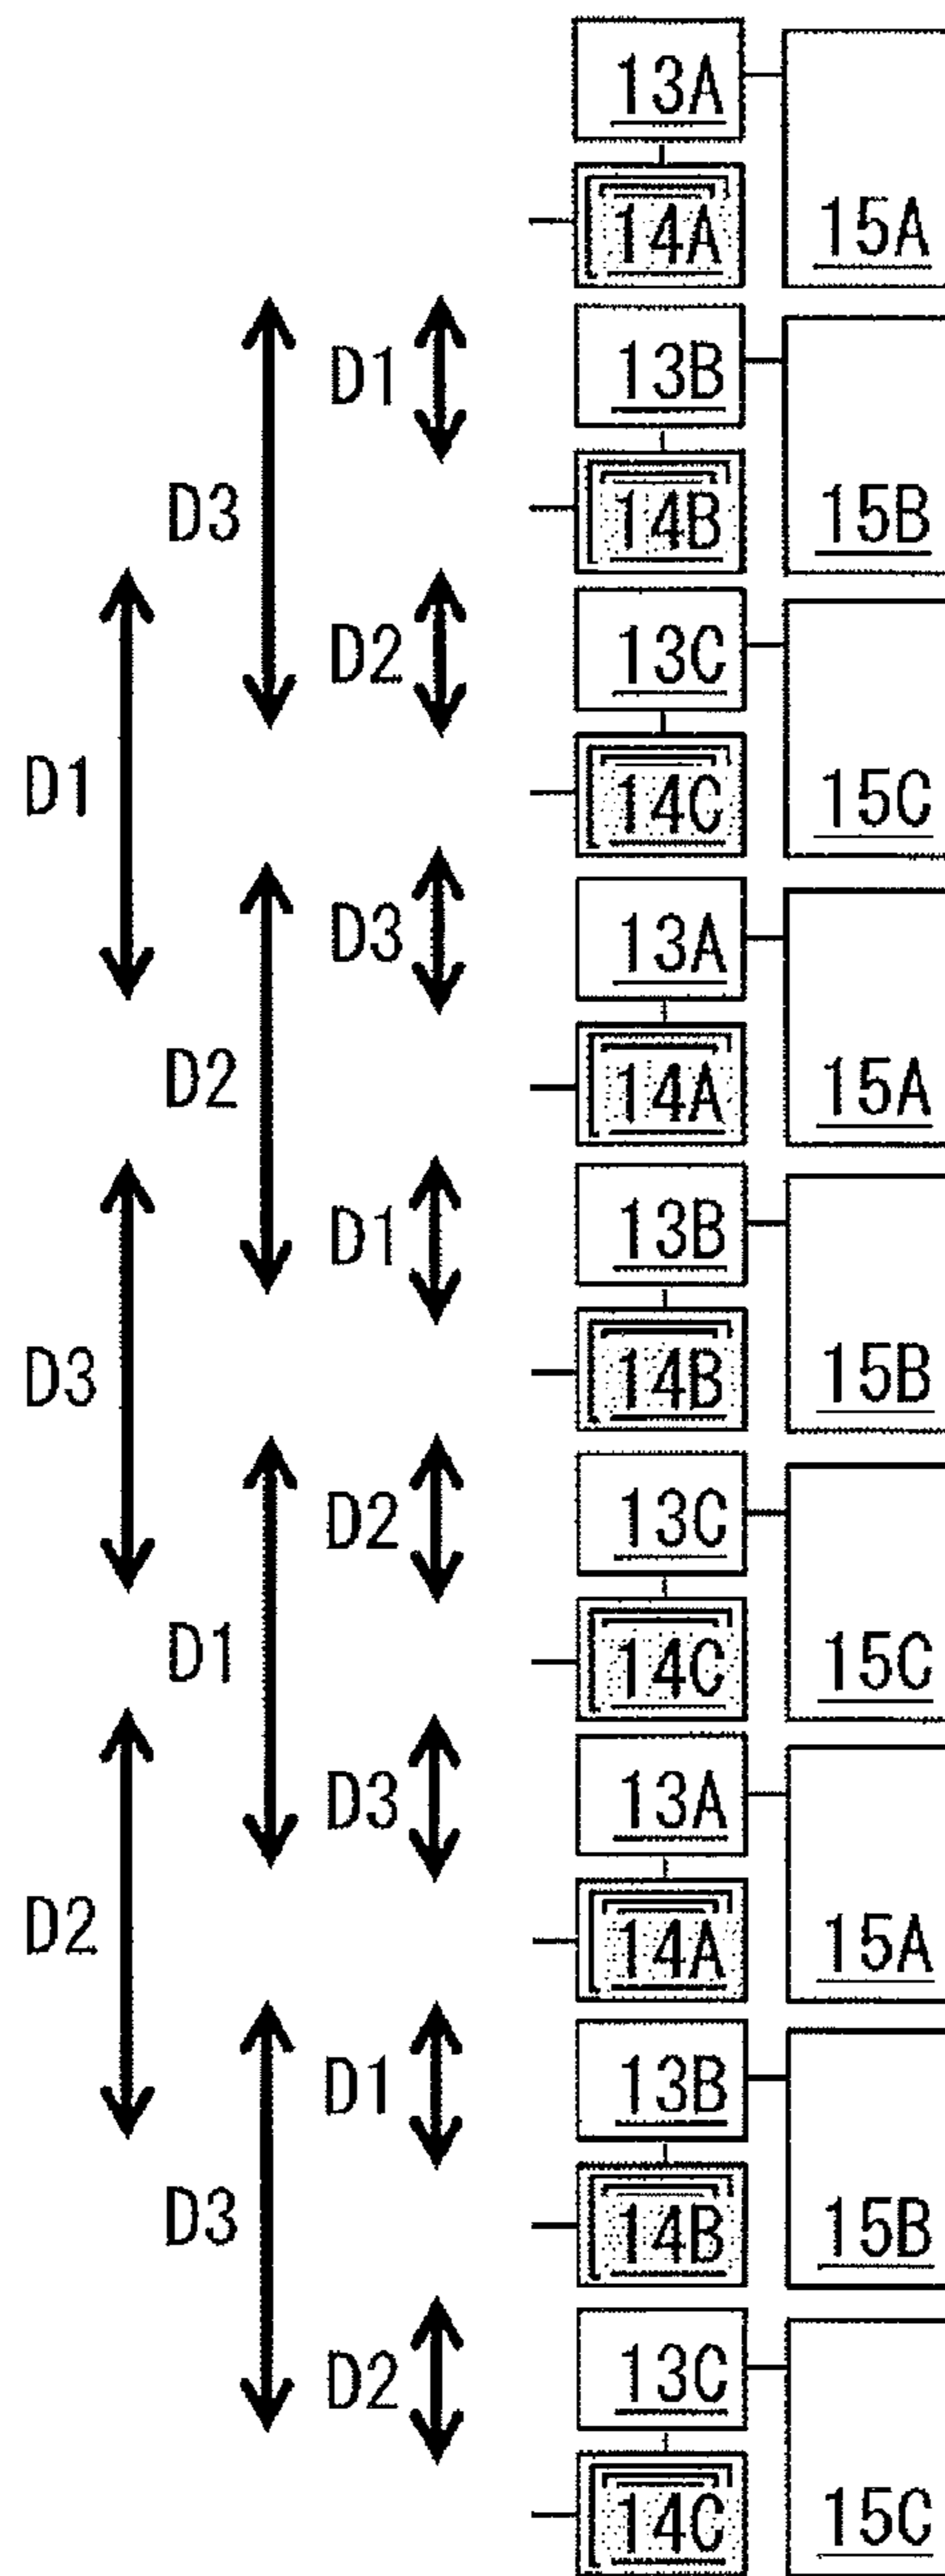 13A
14A 15A
D1 13B
D3 14B 15B
D2 13C
D1 14C 15C
D3 13A
D2 14A 15A
D1 13B
D3 14B 15B
D2 13C
D1 14C 15C
D3 13A
D2 14A 15A
D1 13B
D3 14B 15B
D2 13C
14C 15C